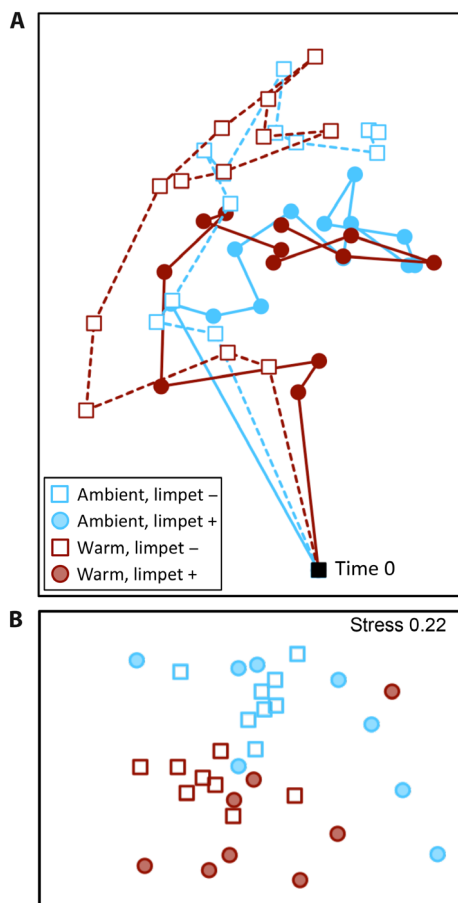 A
Ambient, limpet –
Ambient, limpet +
Warm, limpet –
Warm, limpet +
Time 0
B
Stress 0.22